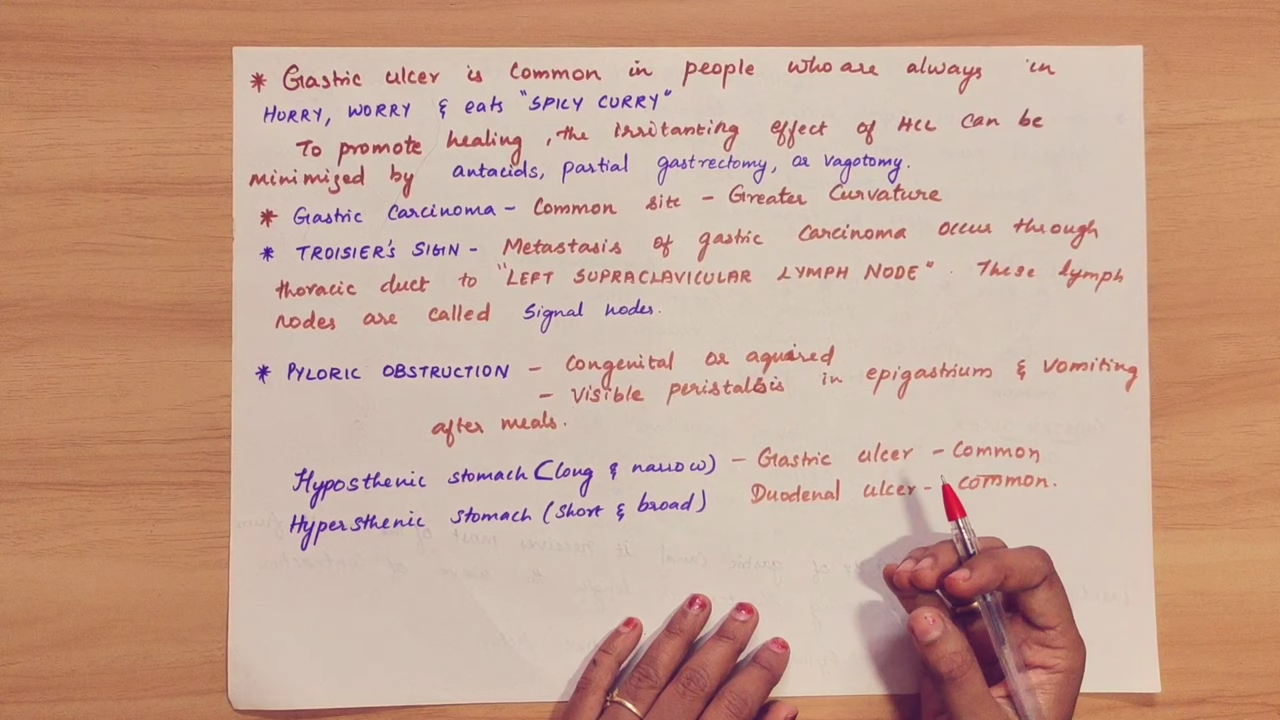 * Gastric ulcer is common in people who are always in
HURRY, WORRY & eats "SPICY CURRY"
To promote healing, the irritanting effect of HCL can be
minimized by antacids, partial gastrectomy, or vagotomy.
* Gastric Carcinoma - Common site - Greater Curvature
* TROISIER'S SIGN - Metastasis of gastric carcinoma occur through
thoracic duct to "LEFT SUPRACLAVICULAR LYMPH NODE". These lymph
nodes are called signal nodes.
* PYLORIC OBSTRUCTION - Congenital or aquired
- Visible peristalsis in epigastrium & vomiting
after meals.
Hyposthenic stomach (long & narrow) - Gastric ulcer - Common
Hypersthenic stomach (short & broad) Duodenal ulcer - common.